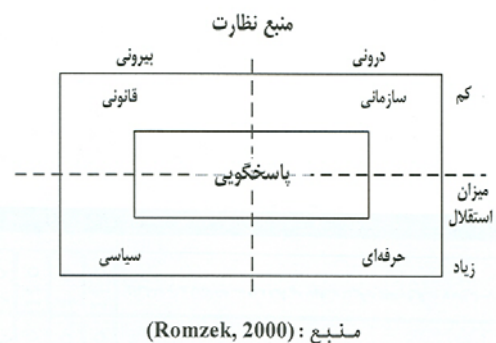 منبع نظارت
درونی بیرونی
کم سازمانی قانونی
پاسخگویی
میزان
استقلال
زیاد حرفه‌ای سیاسی
منبع: (Romzek, 2000)